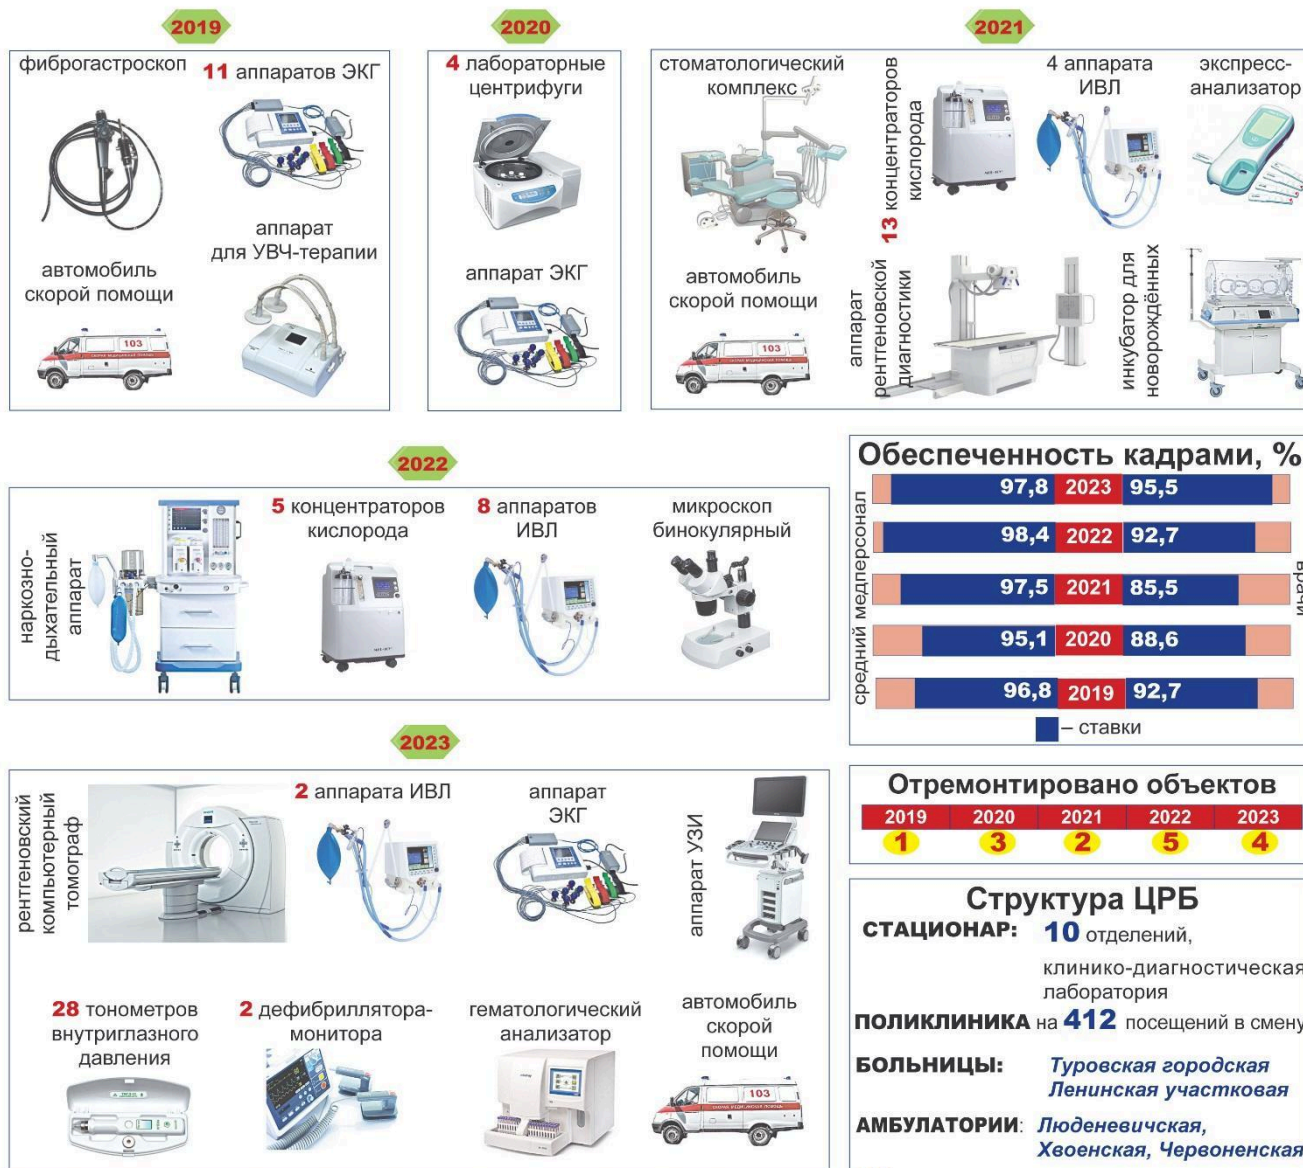 2019
фиброгастроскоп
11 аппаратов ЭКГ
аппарат
для УВЧ-терапии
автомобиль
скорой помощи
103
2020
4 лабораторные
центрифуги
аппарат ЭКГ
2021
стоматологический
комплекс
13 концентраторов
кислорода
4 аппарата
ИВЛ
экспресс-
анализатор
автомобиль
скорой помощи
103
аппарат
рентгеновской
диагностики
инкубатор для
новорождённых
2022
наркозно-
дыхательный
аппарат
5 концентраторов
кислорода
8 аппаратов
ИВЛ
микроскоп
бинокулярный
2023
рентгеновский
компьютерный
томограф
2 аппарата ИВЛ
аппарат
ЭКГ
аппарат УЗИ
28 тонометров
внутриглазного
давления
2 дефибриллятора-
монитора
гематологический
анализатор
автомобиль
скорой
помощи
103
Обеспеченность кадрами, %
средний медперсонал
врачи
97,8 2023 95,5
98,4 2022 92,7
97,5 2021 85,5
95,1 2020 88,6
96,8 2019 92,7
– ставки
Отремонтировано объектов
2019 2020 2021 2022 2023
1 3 2 5 4
Структура ЦРБ
СТАЦИОНАР: 10 отделений,
клинико-диагностическая
лаборатория
ПОЛИКЛИНИКА на 412 посещений в смену
БОЛЬНИЦЫ: Туровская городская
Ленинская участковая
АМБУЛАТОРИИ: Люденевичская,
Хвоенская, Червоненская